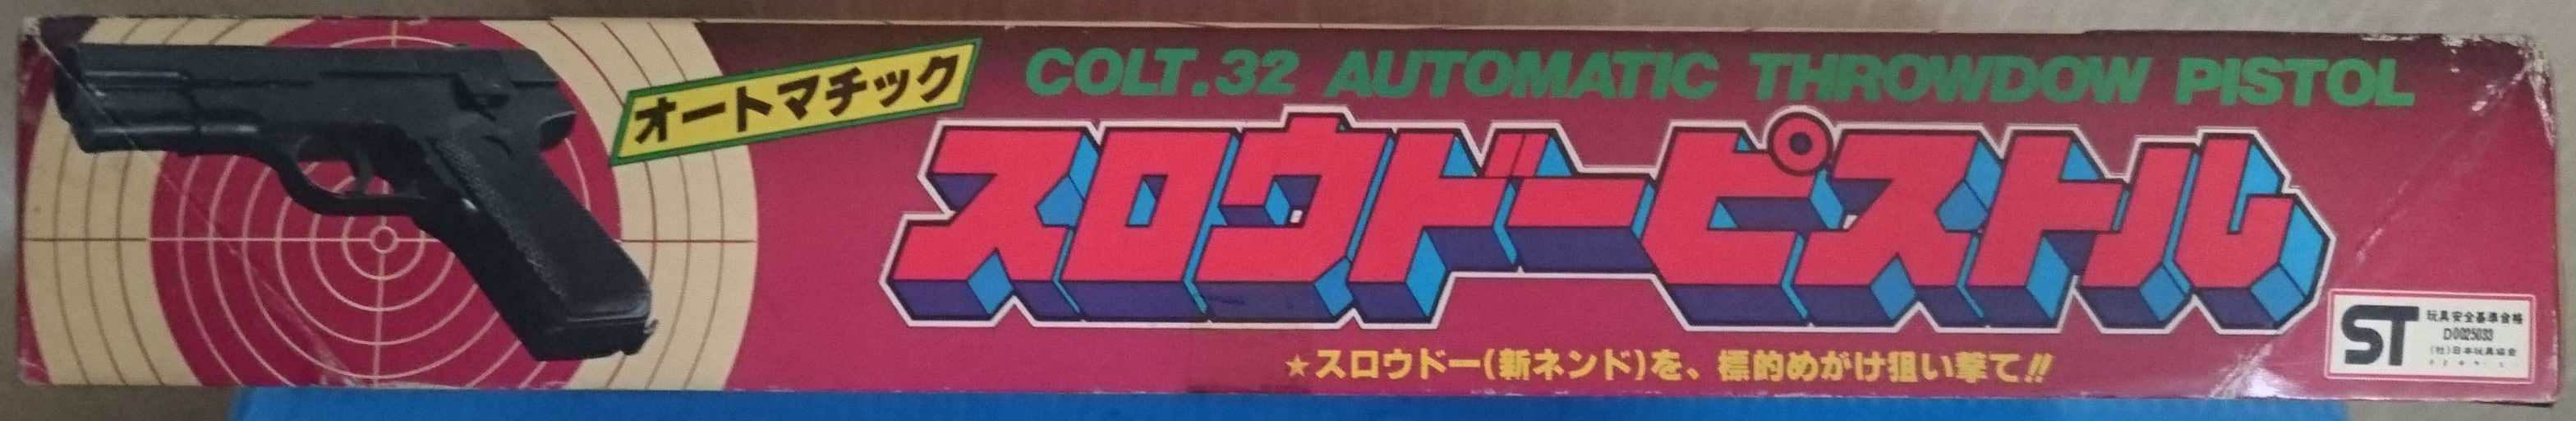 オートマチック
COLT.32 AUTOMATIC THROWDOW PISTOL
スロウドーピストル
★スロウドー(新ネンド)を、標的めがけ狙い撃て!!
ST
玩具安全基準合格
D0025033
(社)日本玩具協会